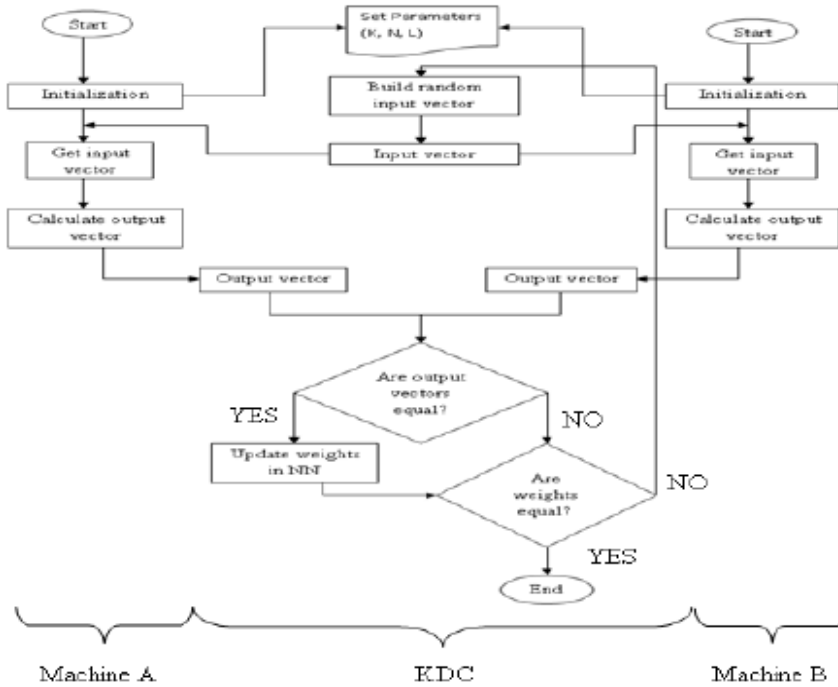 Start
Set Parameters
(K, N, L)
Start
Initialization
Build random
input vector
Initialization
Get input
vector
Input vector
Get input
vector
Calculate output
vector
Calculate output
vector
Output vector
Output vector
Are output
vectors
equal?
YES
NO
Update weights
in NN
Are
weights
equal?
NO
YES
End
Machine A
KDC
Machine B